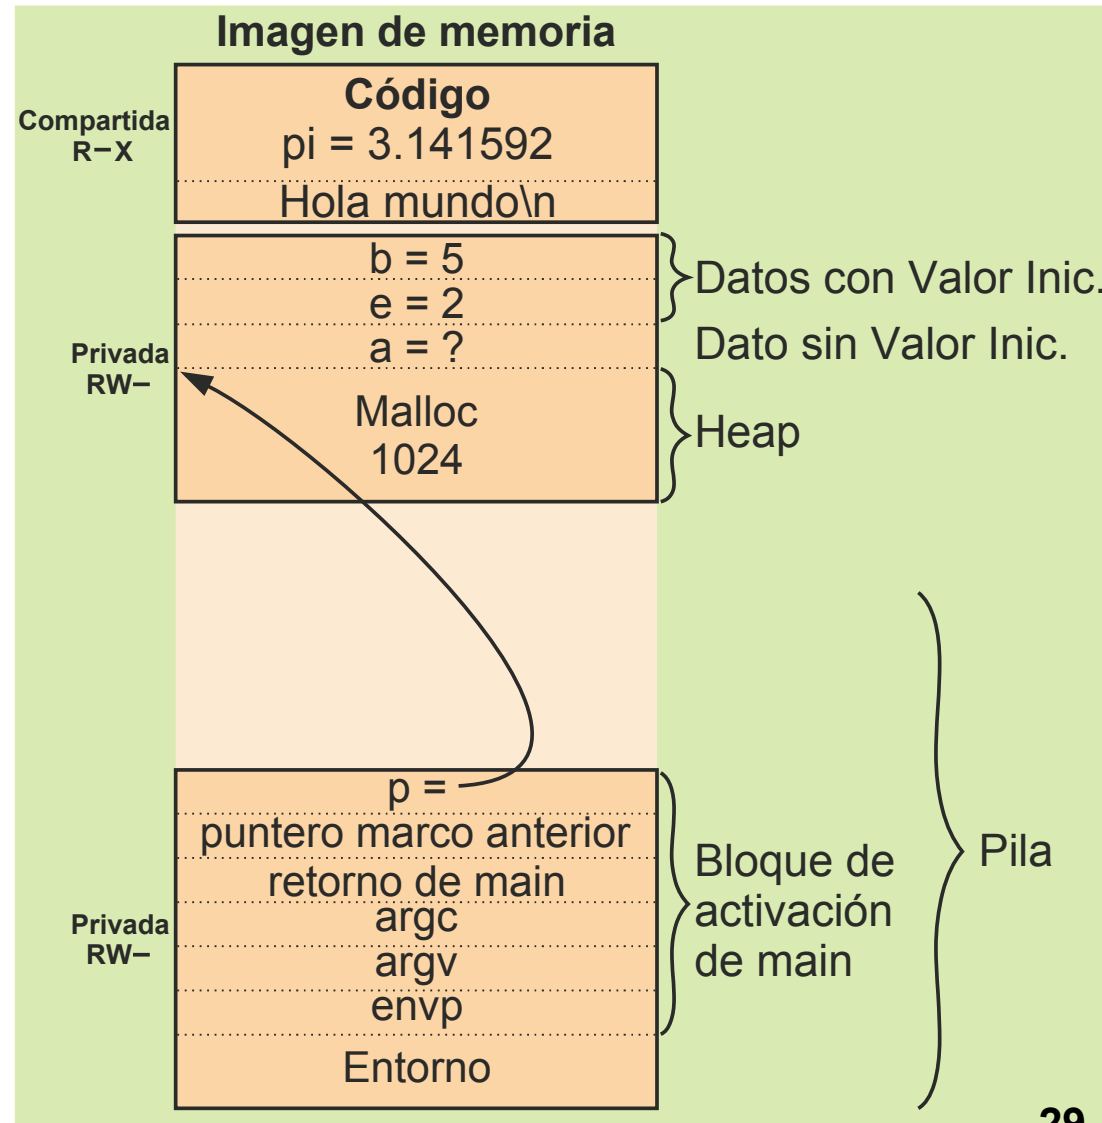 Imagen de memoria
Compartida
R–X
Código
pi = 3.141592
Hola mundo\n
Privada
RW–
b = 5
e = 2
a = ?
Malloc
1024
Datos con Valor Inic.
Dato sin Valor Inic.
Heap
Privada
RW–
p =
puntero marco anterior
retorno de main
argc
argv
envp
Entorno
Bloque de
activación
de main
Pila
29